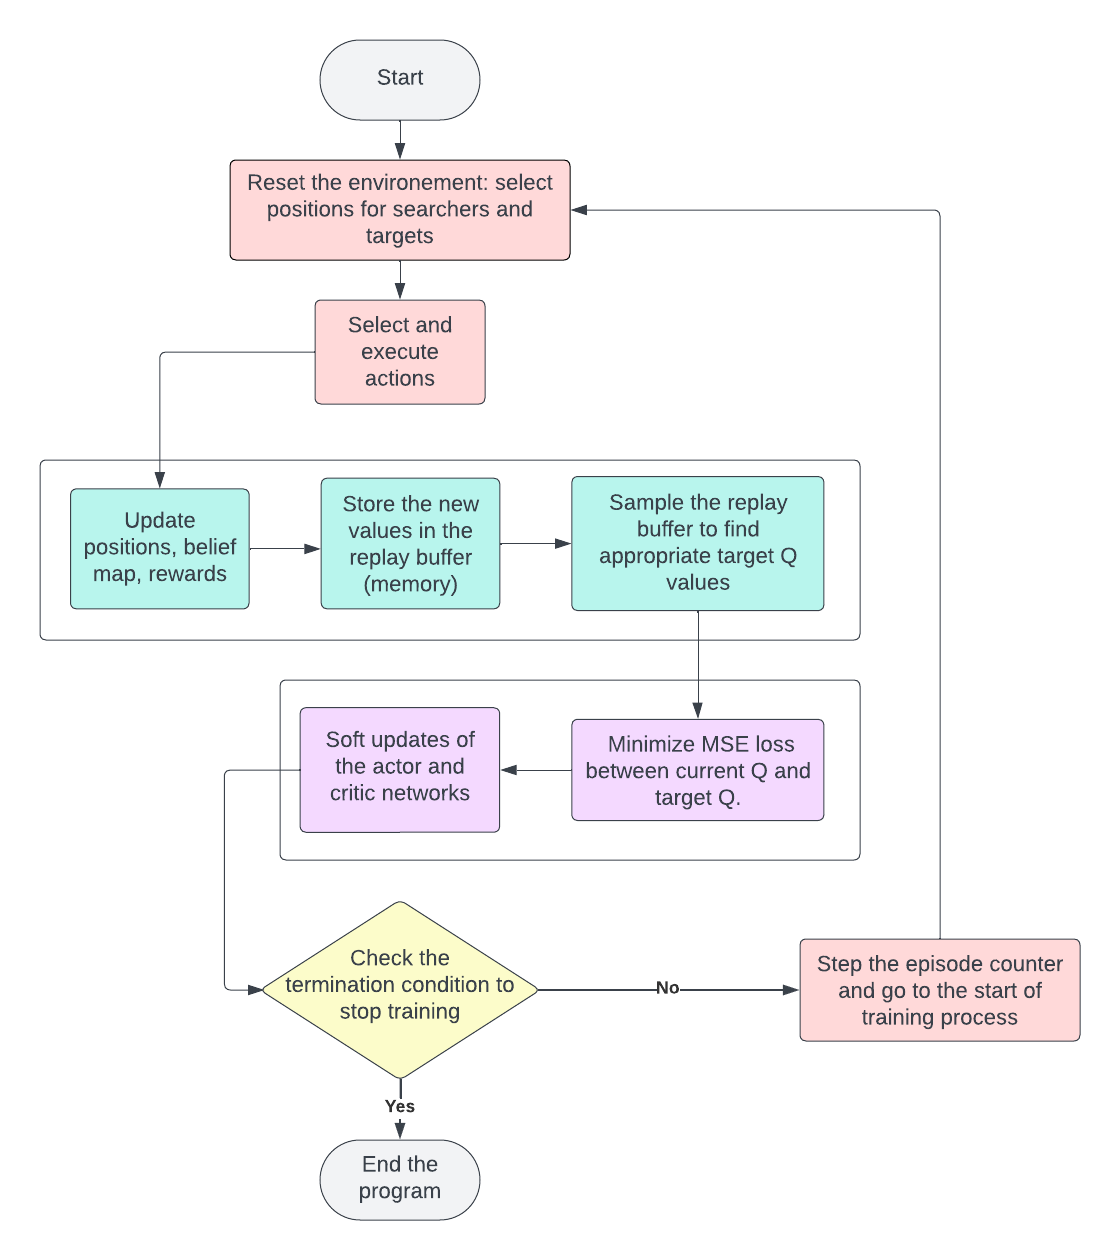 Start
Reset the environement: select
positions for searchers and
targets
Select and
execute
actions
Update
positions, belief
map, rewards
Store the new
values in the
replay buffer
(memory)
Sample the replay
buffer to find
appropriate target Q
values
Minimize MSE loss
between current Q and
target Q.
Soft updates of
the actor and
critic networks
Check the
termination condition to
stop training
No
Step the episode counter
and go to the start of
training process
Yes
End the
program